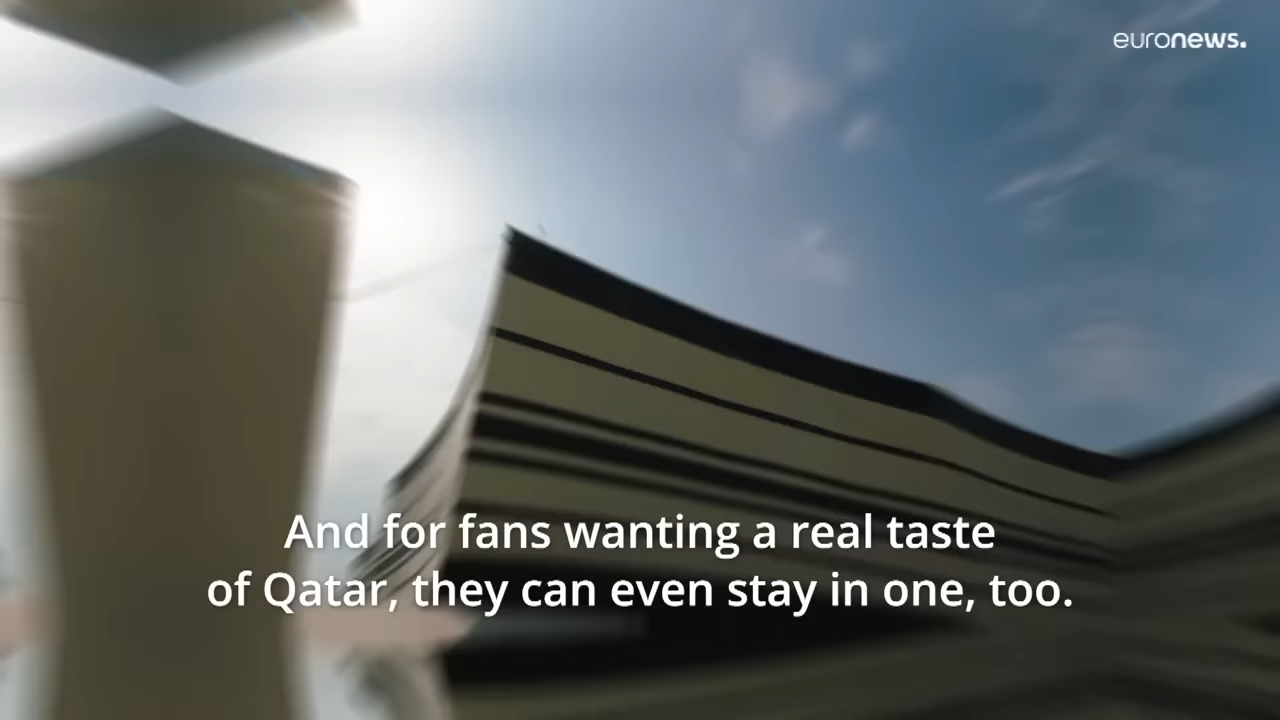 euronews.
And for fans wanting a real taste
of Qatar, they can even stay in one, too.